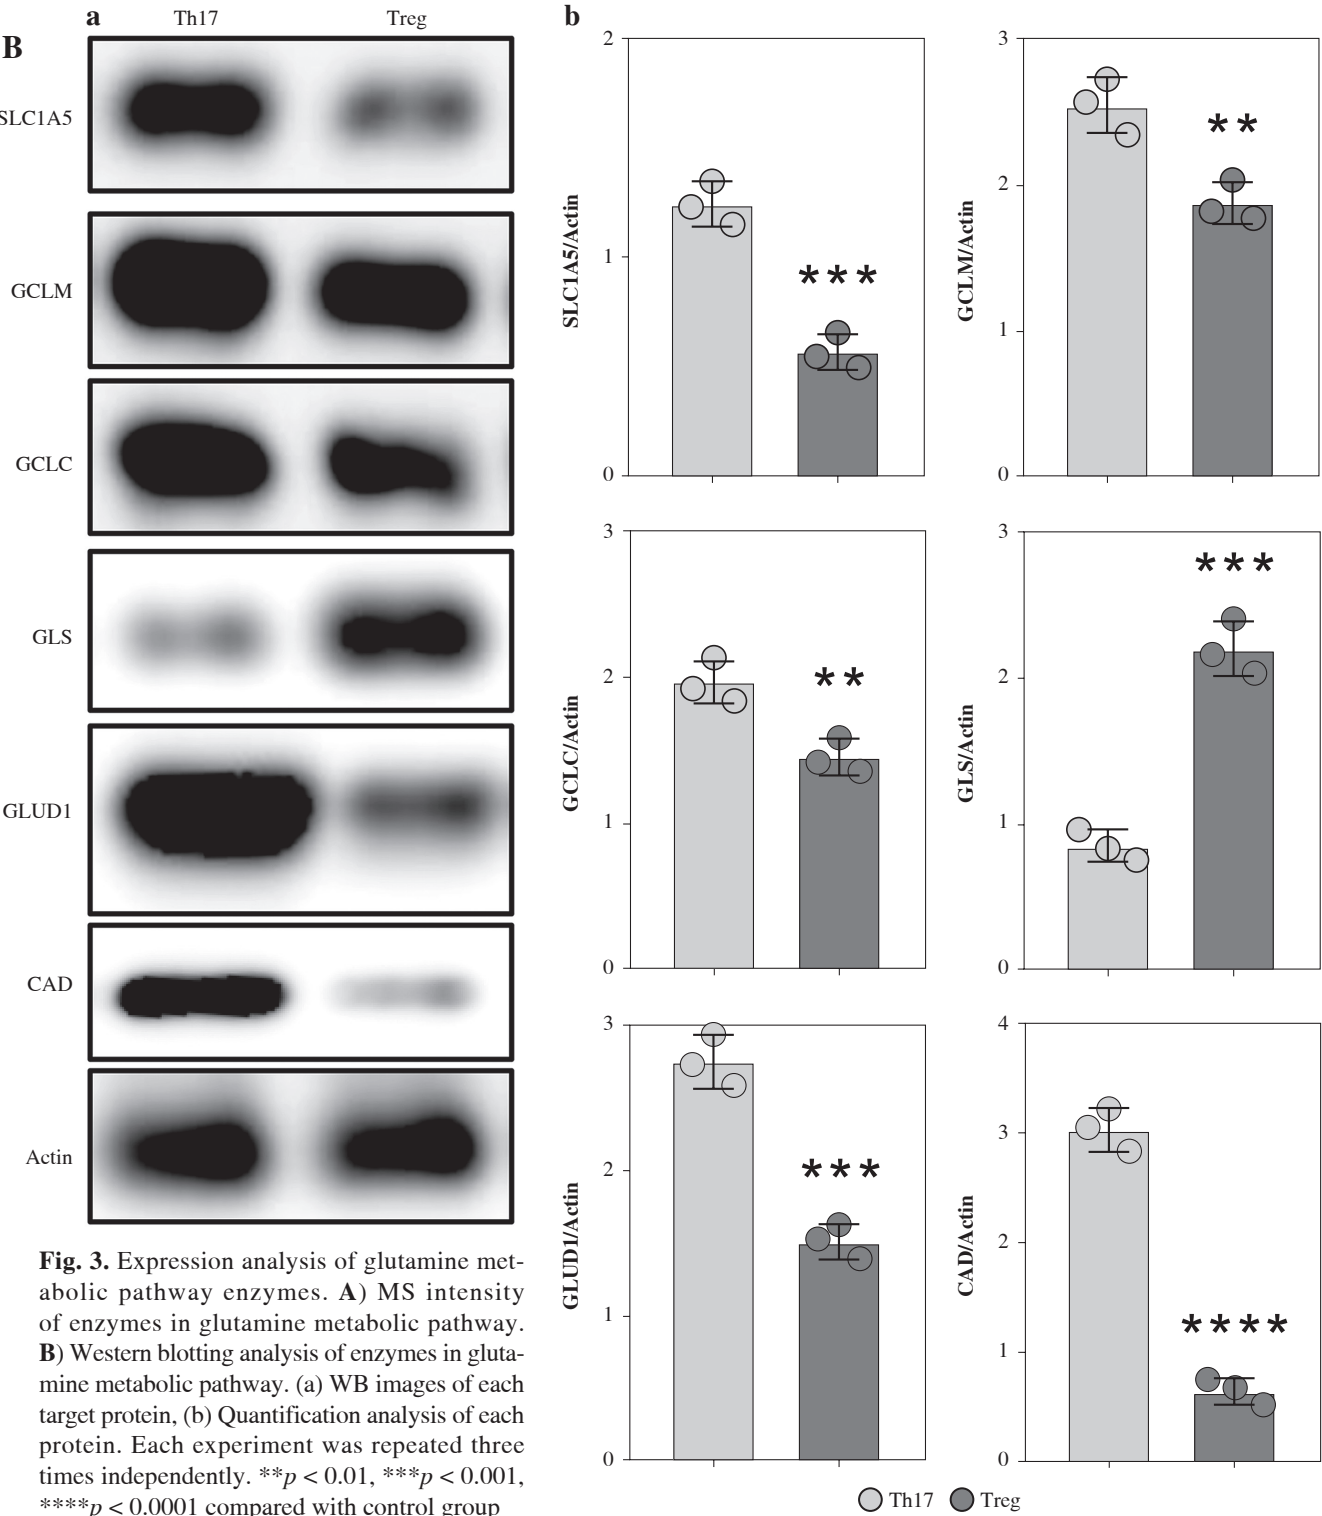 B
a
Th17
Treg
SLC1A5
GCLM
GCLC
GLS
GLUD1
CAD
Actin
b
SLC1A5/Actin
2
1
0
***
GCLM/Actin
3
2
1
0
**
GCLC/Actin
3
2
1
0
**
GLS/Actin
3
2
1
0
***
GLUD1/Actin
3
2
1
0
***
CAD/Actin
4
3
2
1
0
****
Th17
Treg
Fig. 3. Expression analysis of glutamine met-
abolic pathway enzymes. A) MS intensity
of enzymes in glutamine metabolic pathway.
B) Western blotting analysis of enzymes in gluta-
mine metabolic pathway. (a) WB images of each
target protein, (b) Quantification analysis of each
protein. Each experiment was repeated three
times independently. **p < 0.01, ***p < 0.001,
****p < 0.0001 compared with control group